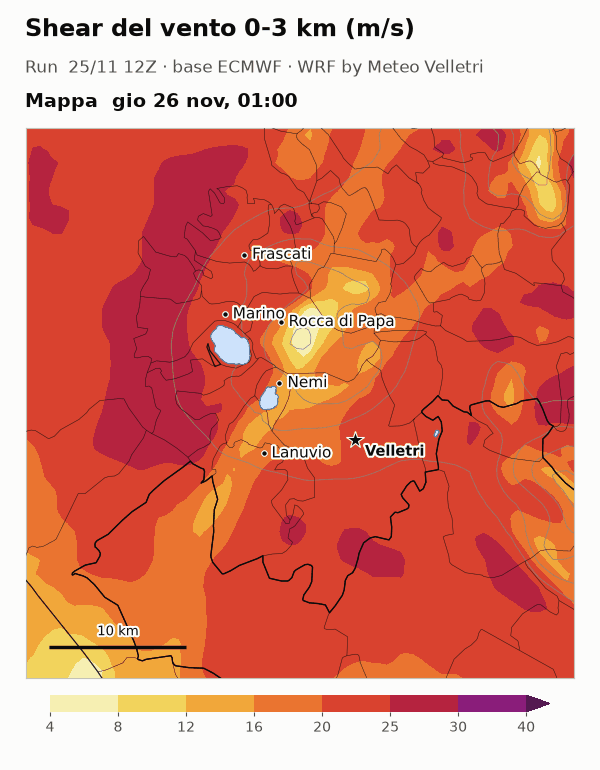 Shear del vento 0-3 km (m/s)
Run  25/11 12Z · base ECMWF · WRF by Meteo Velletri
Mappa  gio 26 nov, 01:00
Frascati
Marino
Rocca di Papa
Nemi
Velletri
Lanuvio
10 km
4 8 12 16 20 25 30 40